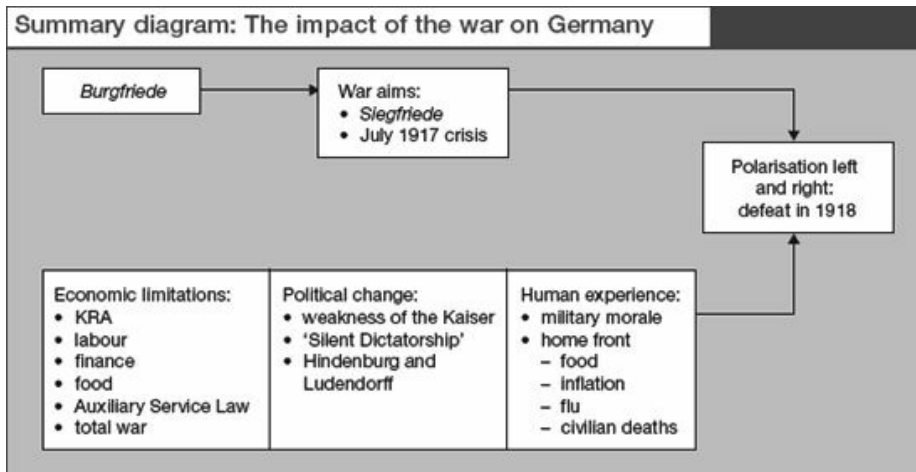 Summary diagram: The impact of the war on Germany
Burgfriede
War aims:
• Siegfriede
• July 1917 crisis
Polarisation left
and right:
defeat in 1918
Economic limitations:
• KRA
• labour
• finance
• food
• Auxiliary Service Law
• total war
Political change:
• weakness of the Kaiser
• ‘Silent Dictatorship’
• Hindenburg and
Ludendorff
Human experience:
• military morale
• home front
– food
– inflation
– flu
– civilian deaths